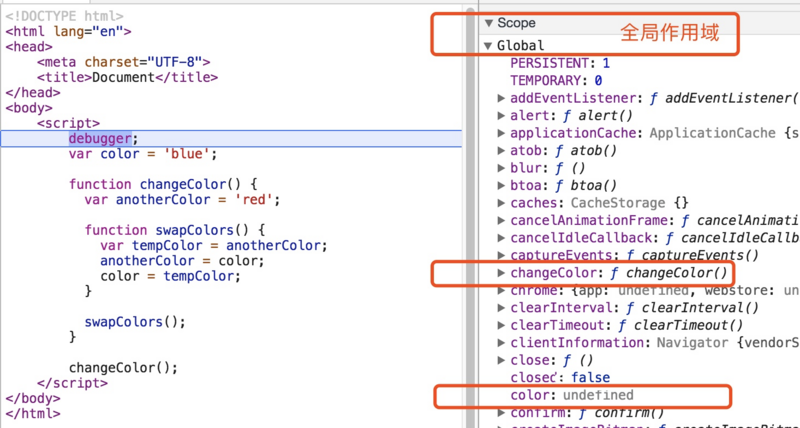 <!DOCTYPE html>
<html lang="en">
<head>
<meta charset="UTF-8">
<title>Document</title>
</head>
<body>
<script>
debugger;
var color = 'blue';
function changeColor() {
var anotherColor = 'red';
function swapColors() {
var tempColor = anotherColor;
anotherColor = color;
color = tempColor;
}
swapColors();
}
changeColor();
</script>
</body>
</html>
▼ Scope
全局作用域
▼ Global
PERSISTENT: 1
TEMPORARY: 0
▶ addEventListener: ƒ addEventListener(
▶ alert: ƒ alert()
▶ applicationCache: ApplicationCache {s
▶ atob: ƒ atob()
▶ blur: ƒ ()
▶ btoa: ƒ btoa()
▶ caches: CacheStorage {}
▶ cancelAnimationFrame: ƒ cancelAnimati
▶ cancelIdleCallback: ƒ cancelIdleCallb
▶ captureEvents: ƒ captureEvents()
▶ changeColor: ƒ changeColor()
▶ chrome: {app: undefined, webstore: un
▶ clearInterval: ƒ clearInterval()
▶ clearTimeout: ƒ clearTimeout()
▶ clientInformation: Navigator {vendorS
▶ close: ƒ ()
closed: false
color: undefined
▶ confirm: ƒ confirm()